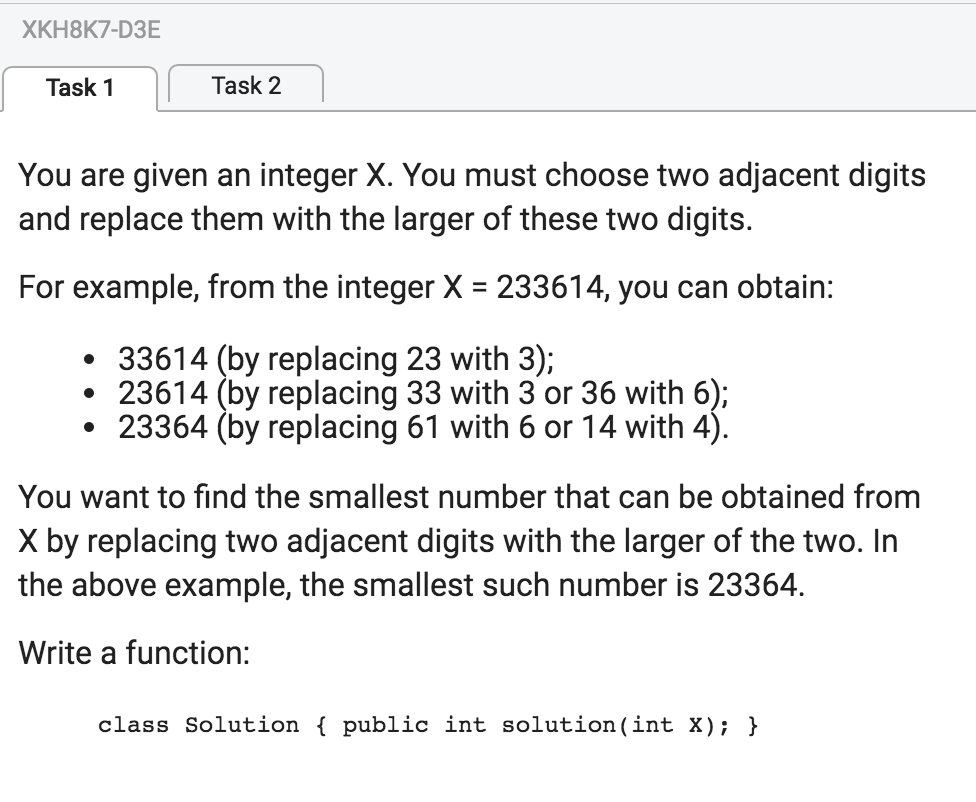 XKH8K7-D3E
Task 1
Task 2
You are given an integer X. You must choose two adjacent digits
and replace them with the larger of these two digits.
For example, from the integer X = 233614, you can obtain:
• 33614 (by replacing 23 with 3);
• 23614 (by replacing 33 with 3 or 36 with 6);
• 23364 (by replacing 61 with 6 or 14 with 4).
You want to find the smallest number that can be obtained from
X by replacing two adjacent digits with the larger of the two. In
the above example, the smallest such number is 23364.
Write a function:
class Solution { public int solution(int X); }